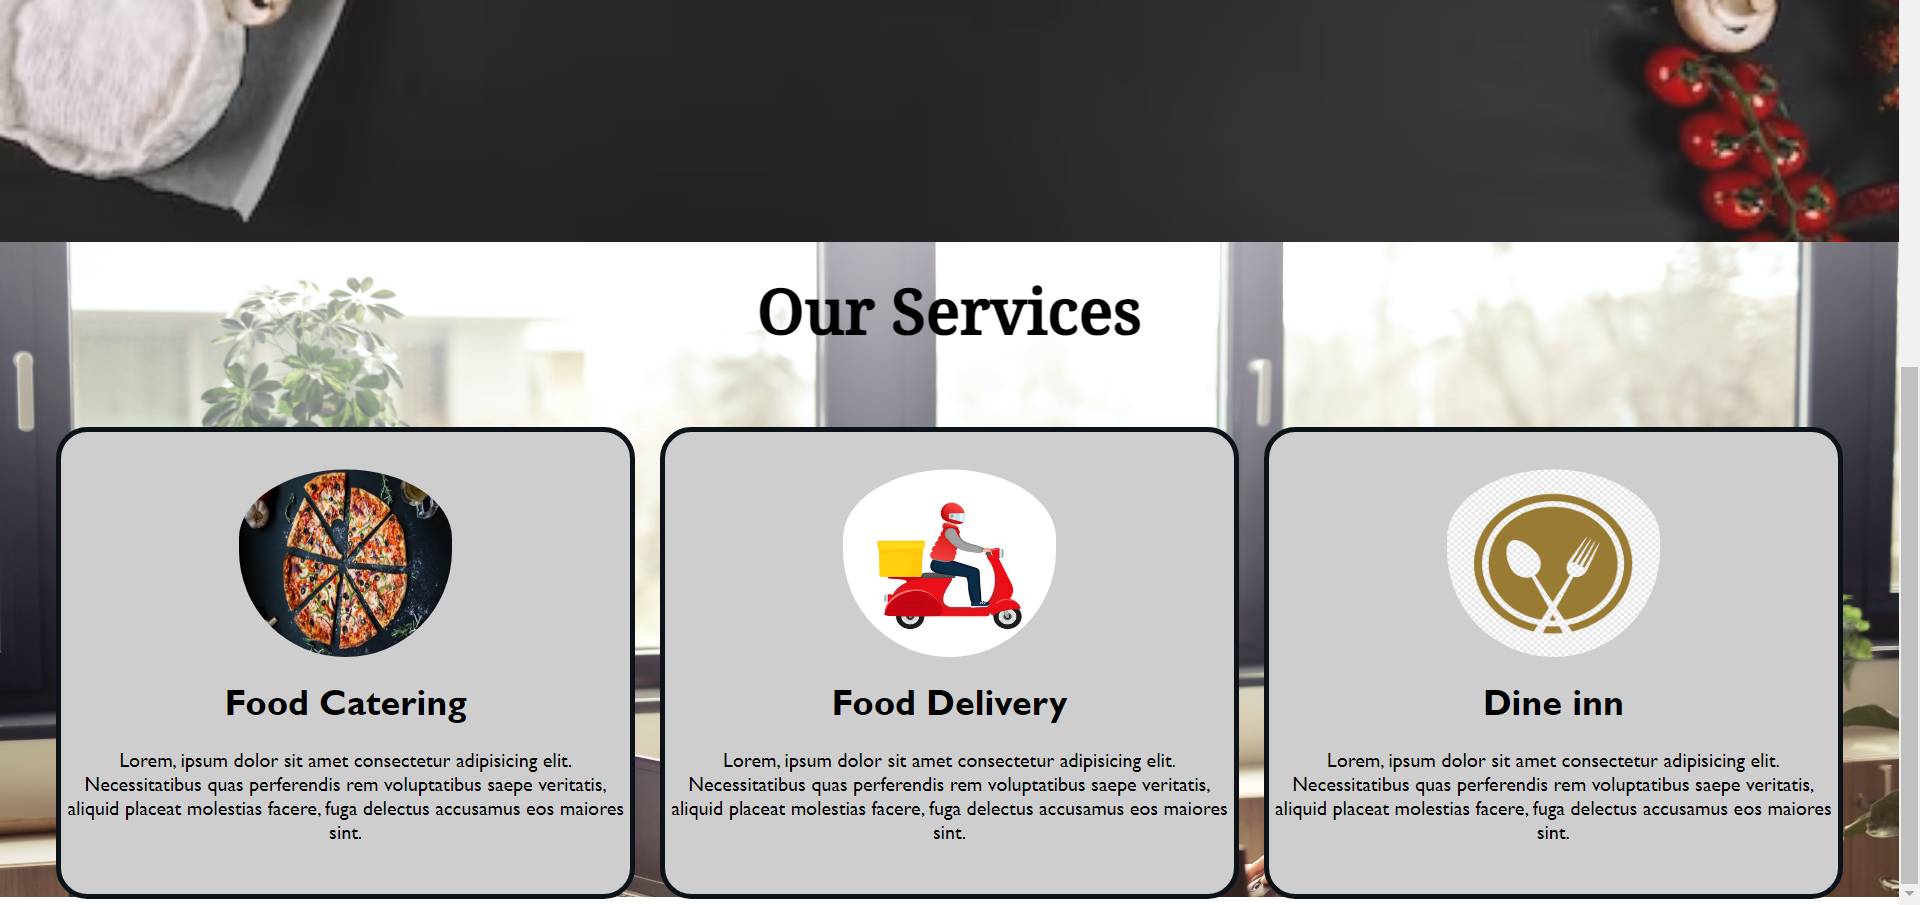 Our Services
Food Catering
Lorem, ipsum dolor sit amet consectetur adipisicing elit.
Necessitatibus quas perferendis rem voluptatibus saepe veritatis,
aliquid placeat molestias facere, fuga delectus accusamus eos maiores
sint.
Food Delivery
Lorem, ipsum dolor sit amet consectetur adipisicing elit.
Necessitatibus quas perferendis rem voluptatibus saepe veritatis,
aliquid placeat molestias facere, fuga delectus accusamus eos maiores
sint.
Dine inn
Lorem, ipsum dolor sit amet consectetur adipisicing elit.
Necessitatibus quas perferendis rem voluptatibus saepe veritatis,
aliquid placeat molestias facere, fuga delectus accusamus eos maiores
sint.